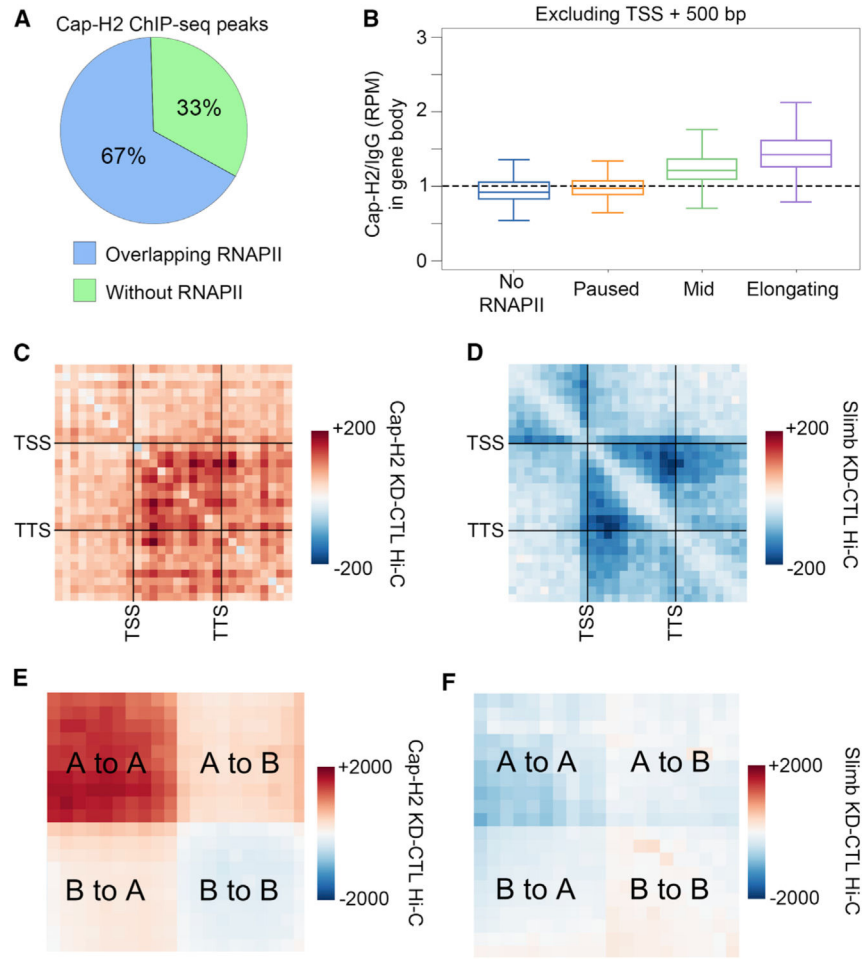 A
Cap-H2 ChIP-seq peaks
33%
67%
Overlapping RNAPII
Without RNAPII
B
Excluding TSS + 500 bp
Cap-H2/IgG (RPM)
in gene body
3
2
1
0
No
RNAPII
Paused
Mid
Elongating
C
TSS
TTS
TSS
TTS
+200
-200
Cap-H2 KD-CTL Hi-C
D
TSS
TTS
TSS
TTS
+200
-200
Slimb KD-CTL Hi-C
E
A to A
A to B
B to A
B to B
+2000
-2000
Cap-H2 KD-CTL Hi-C
F
A to A
A to B
B to A
B to B
+2000
-2000
Slimb KD-CTL Hi-C